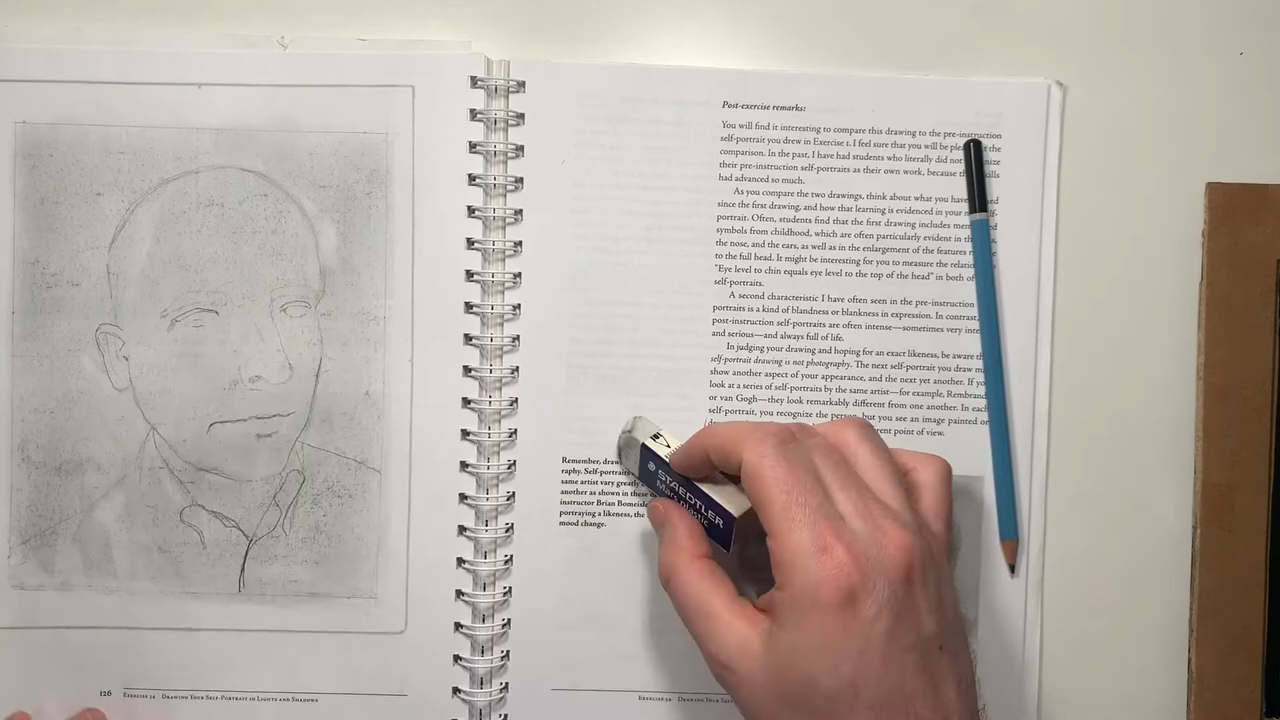 Post-exercise remarks:
You will find it interesting to compare this drawing to the pre-instruction
self-portrait you drew in Exercise 1. I feel sure that you will be the
comparison. In the past, I have had students who literally did not
their pre-instruction self-portraits as their own work, because
had advanced so much.
As you compare the two drawings, think about what you have
since the first drawing, and how that learning is evidenced in your
portrait. Often, students find that the first drawing includes
symbols from childhood, which are often particularly evident in
the nose, and the ears, as well as in the enlargement of the features
to the full head. It might be interesting for you to measure the
"Eye level to chin equals eye level to the top of the head" in both of
self-portraits.
A second characteristic I have often seen in the pre-instruction
portraits is a kind of blandness or blankness in expression. In contrast,
post-instruction self-portraits are often intense—sometimes very
and serious—and always full of life.
In judging your drawing and hoping for an exact likeness, be aware
self-portrait drawing is not photography. The next self-portrait you draw
show another aspect of your appearance, and the next yet another. If
look at a series of self-portraits by the same artist—for example,
or van Gogh—they look remarkably different from one another. In each
self-portrait, you recognize the person, but you see an image painted or
point of view.
Remember,
raphy. Self-portraits
same artist vary greatly
another as shown in these
instructor Brian
portraying a likeness, the
mood change.
STAEDTLER
Mars plastic
126 Exercise 34 Drawing Your Self-Portrait in Lights and Shadows
Exercise 34 Drawing Your